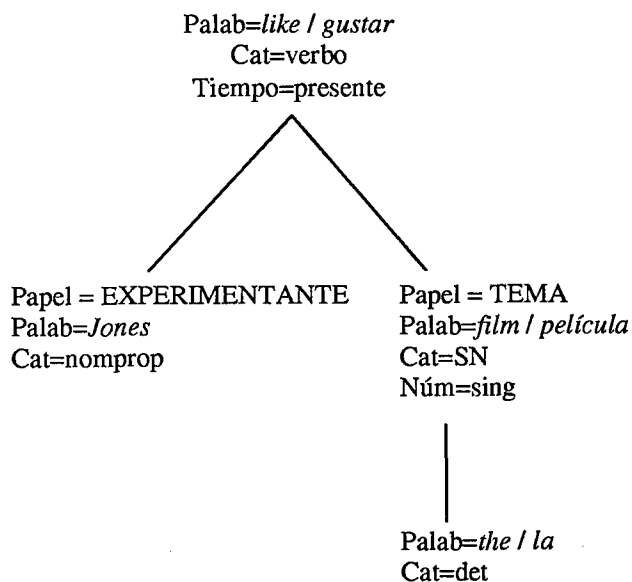 Palab=like / gustar
Cat=verbo
Tiempo=presente
Papel = EXPERIMENTANTE
Palab=Jones
Cat=nomprop
Papel = TEMA
Palab=film / película
Cat=SN
Núm=sing
Palab=the / la
Cat=det